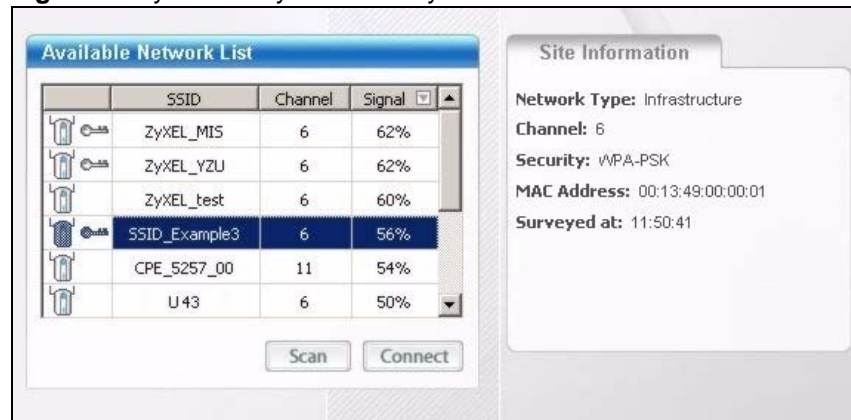 Available Network List
SSID Channel Signal
ZyXEL_MIS 6 62%
ZyXEL_YZU 6 62%
ZyXEL_test 6 60%
SSID_Example3 6 56%
CPE_5257_00 11 54%
U43 6 50%
Scan Connect
Site Information
Network Type: Infrastructure
Channel: 6
Security: WPA-PSK
MAC Address: 00:13:49:00:00:01
Surveyed at: 11:50:41